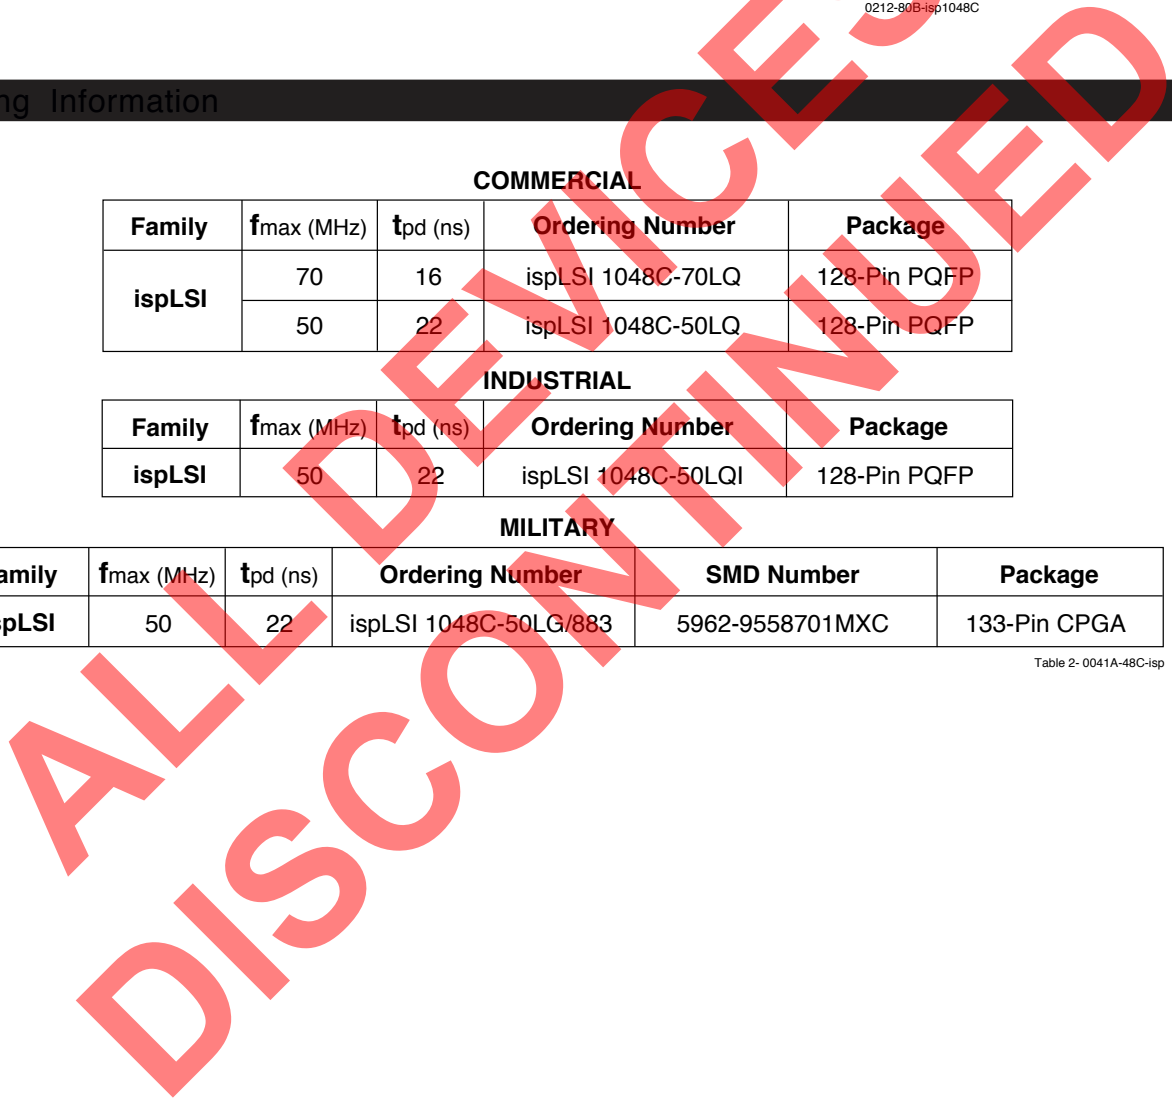 0212-80B-isp1048C
ng Information
COMMERCIAL
Family fmax (MHz) tpd (ns) Ordering Number Package
ispLSI 70 16 ispLSI 1048C-70LQ 128-Pin PQFP
50 22 ispLSI 1048C-50LQ 128-Pin PQFP
INDUSTRIAL
Family fmax (MHz) tpd (ns) Ordering Number Package
ispLSI 50 22 ispLSI 1048C-50LQI 128-Pin PQFP
MILITARY
amily fmax (MHz) tpd (ns) Ordering Number SMD Number Package
spLSI 50 22 ispLSI 1048C-50LG/883 5962-9558701MXC 133-Pin CPGA
Table 2- 0041A-48C-isp
ALL DEVICES
DISCONTINUED